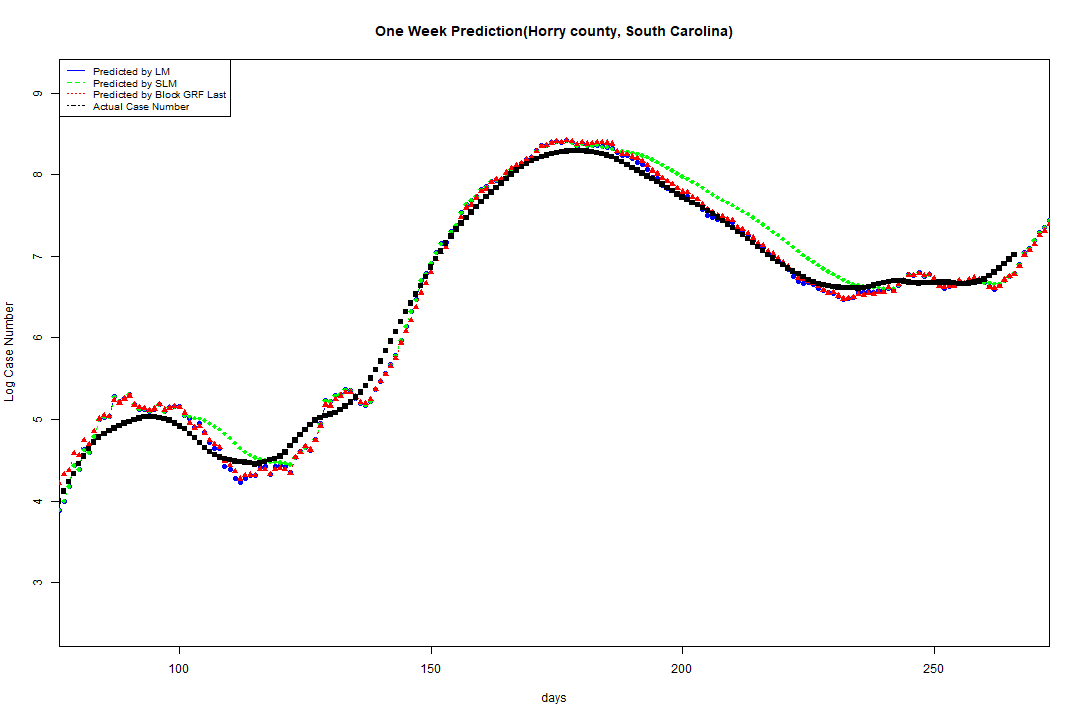 One Week Prediction(Horry county, South Carolina)
Predicted by LM
Predicted by SLM
Predicted by Block GRF Last
Actual Case Number
9
8
7
6
5
4
3
Log Case Number
100 150 200 250
days